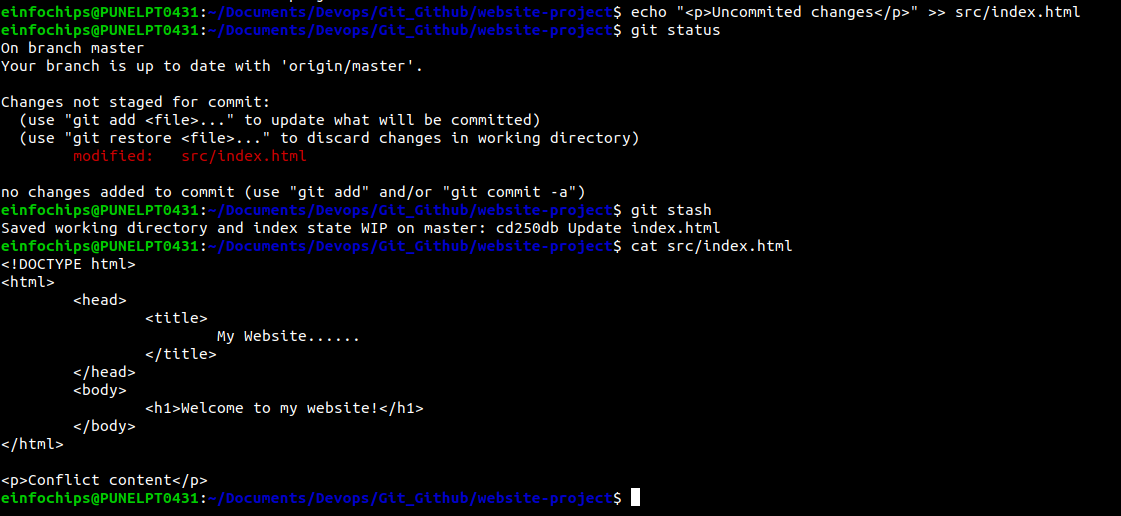 einfochips@PUNELPT0431:~/Documents/Devops/Git_Github/website-project$ echo "<p>Uncommited changes</p>" >> src/index.html
einfochips@PUNELPT0431:~/Documents/Devops/Git_Github/website-project$ git status
On branch master
Your branch is up to date with 'origin/master'.

Changes not staged for commit:
  (use "git add <file>..." to update what will be committed)
  (use "git restore <file>..." to discard changes in working directory)
        modified:   src/index.html

no changes added to commit (use "git add" and/or "git commit -a")
einfochips@PUNELPT0431:~/Documents/Devops/Git_Github/website-project$ git stash
Saved working directory and index state WIP on master: cd250db Update index.html
einfochips@PUNELPT0431:~/Documents/Devops/Git_Github/website-project$ cat src/index.html
<!DOCTYPE html>
<html>
        <head>
                <title>
                        My Website......
                </title>
        </head>
        <body>
                <h1>Welcome to my website!</h1>
        </body>
</html>

<p>Conflict content</p>
einfochips@PUNELPT0431:~/Documents/Devops/Git_Github/website-project$